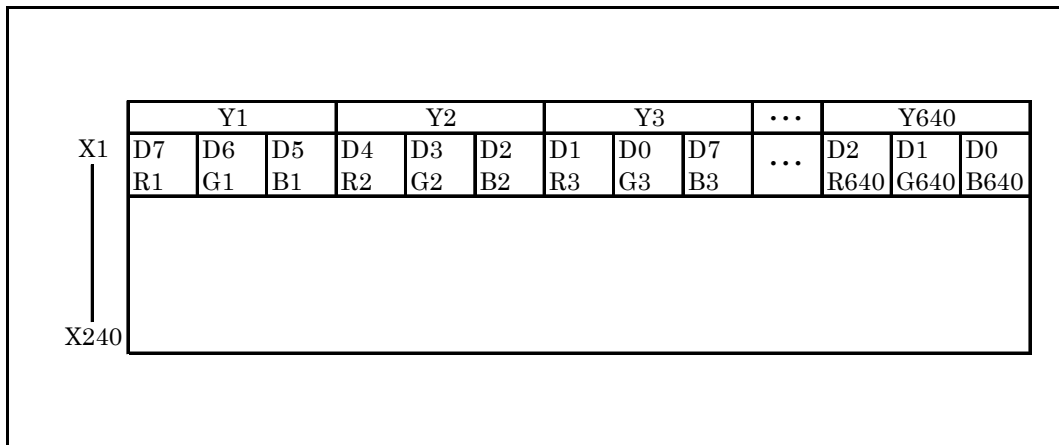 Y1 Y2 Y3 ••• Y640
X1 D7 D6 D5 D4 D3 D2 D1 D0 D7 ••• D2 D1 D0
R1 G1 B1 R2 G2 B2 R3 G3 B3 R640 G640 B640
X240